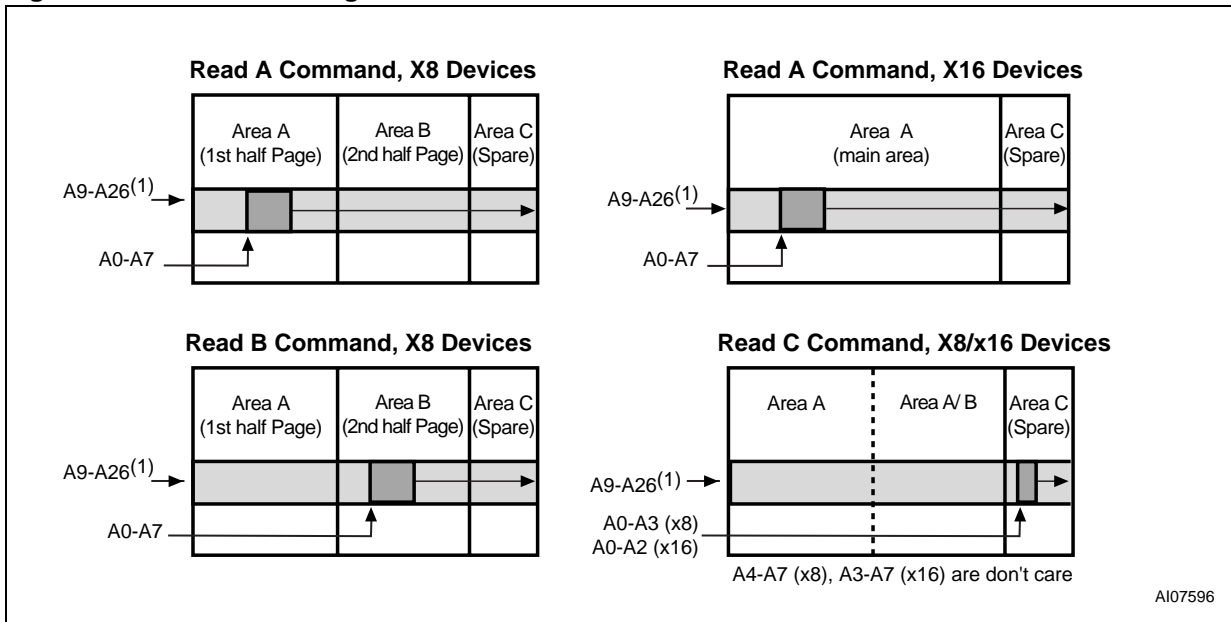 Read A Command, X8 Devices
Area A
(1st half Page)
Area B
(2nd half Page)
Area C
(Spare)
A9-A26(1)
A0-A7
Read A Command, X16 Devices
Area A
(main area)
Area C
(Spare)
A9-A26(1)
A0-A7
Read B Command, X8 Devices
Area A
(1st half Page)
Area B
(2nd half Page)
Area C
(Spare)
A9-A26(1)
A0-A7
Read C Command, X8/x16 Devices
Area A
Area A/ B
Area C
(Spare)
A9-A26(1)
A0-A3 (x8)
A0-A2 (x16)
A4-A7 (x8), A3-A7 (x16) are don't care
AI07596